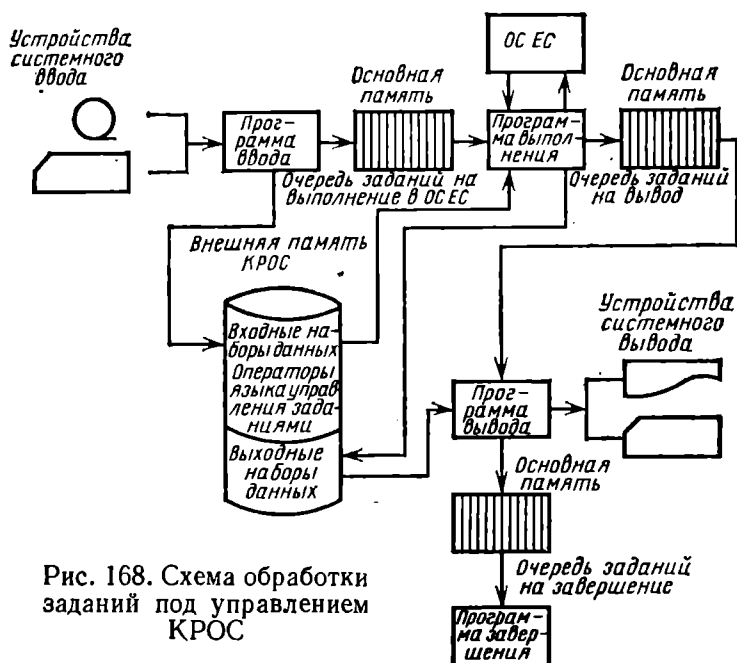 Устройства
системного
ввода
Прог-
рамма
ввода
Основная
память
Очередь заданий на
выполнение в ОС ЕС
ОС ЕС
Програм-
ма выпол-
нения
Основная
память
Очередь заданий
на вывод
Внешняя память
КРОС
Входные на-
боры данных
Операторы
языка управ-
ления зада-
ниями
Выходные
наборы
данных
Прог-
рамма
вывода
Устройства
системного
вывода
Основная
память
Очередь заданий
на завершение
Програм-
ма завер-
шения
Рис. 168. Схема обработки
заданий под управлением
КРОС